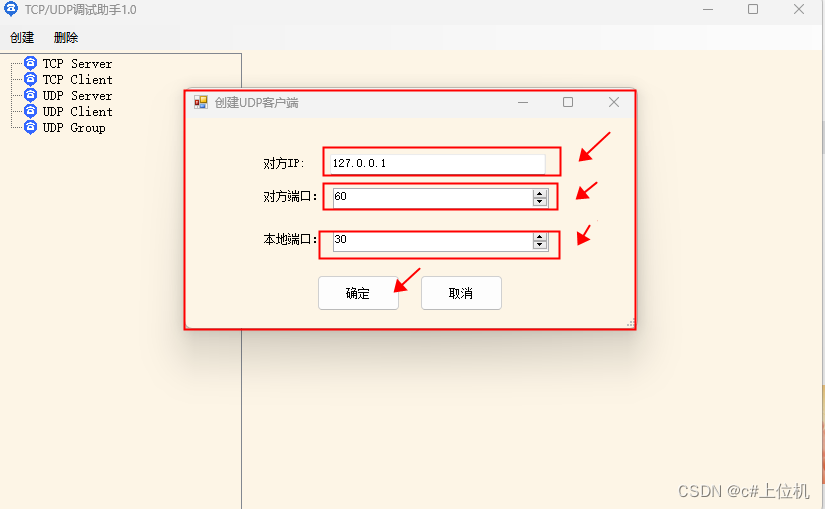 TCP/UDP调试助手1.0
创建 删除
TCP Server
TCP Client
UDP Server
UDP Client
UDP Group
创建UDP客户端
对方IP: 127.0.0.1
对方端口: 60
本地端口: 30
确定 取消
CSDN @c#上位机